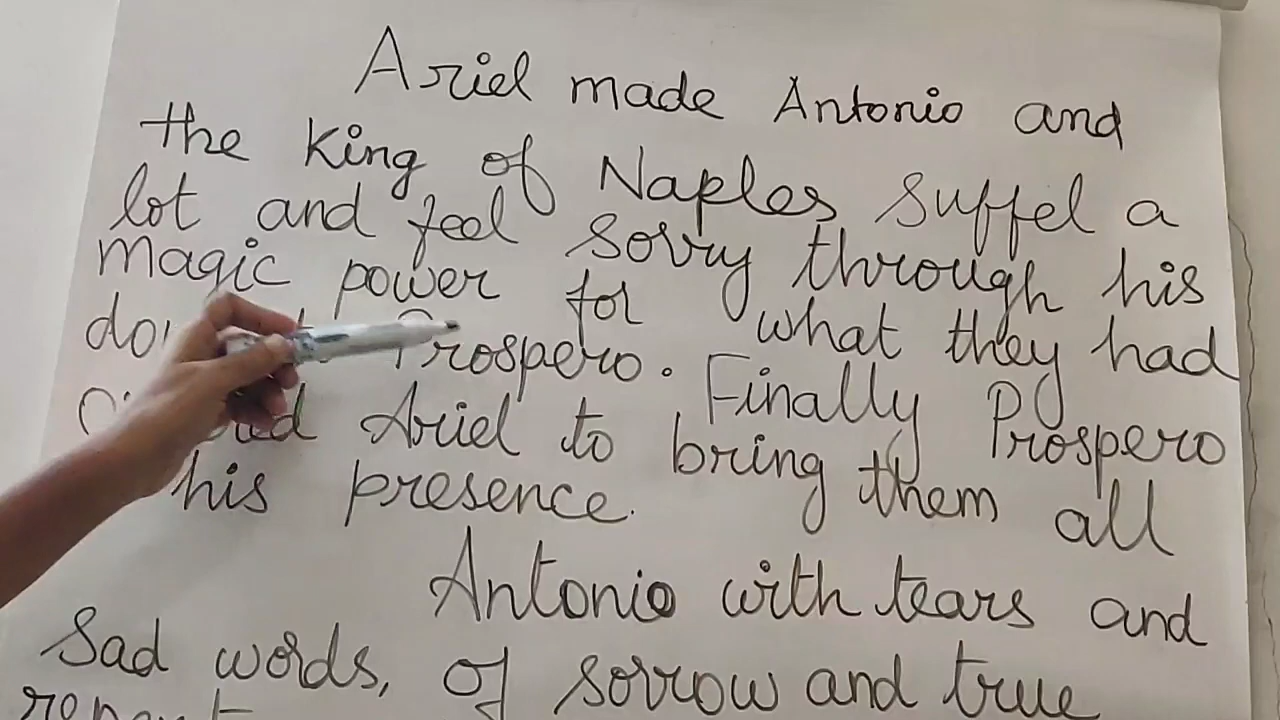 Ariel made Antonio and
the King of Naples suffel a
lot and feel sorry through his
magic power for what they had
Prospero. Finally Prospero
Ariel to bring them all
his presence.
Antonio with tears and
Sad words, of sorrow and true